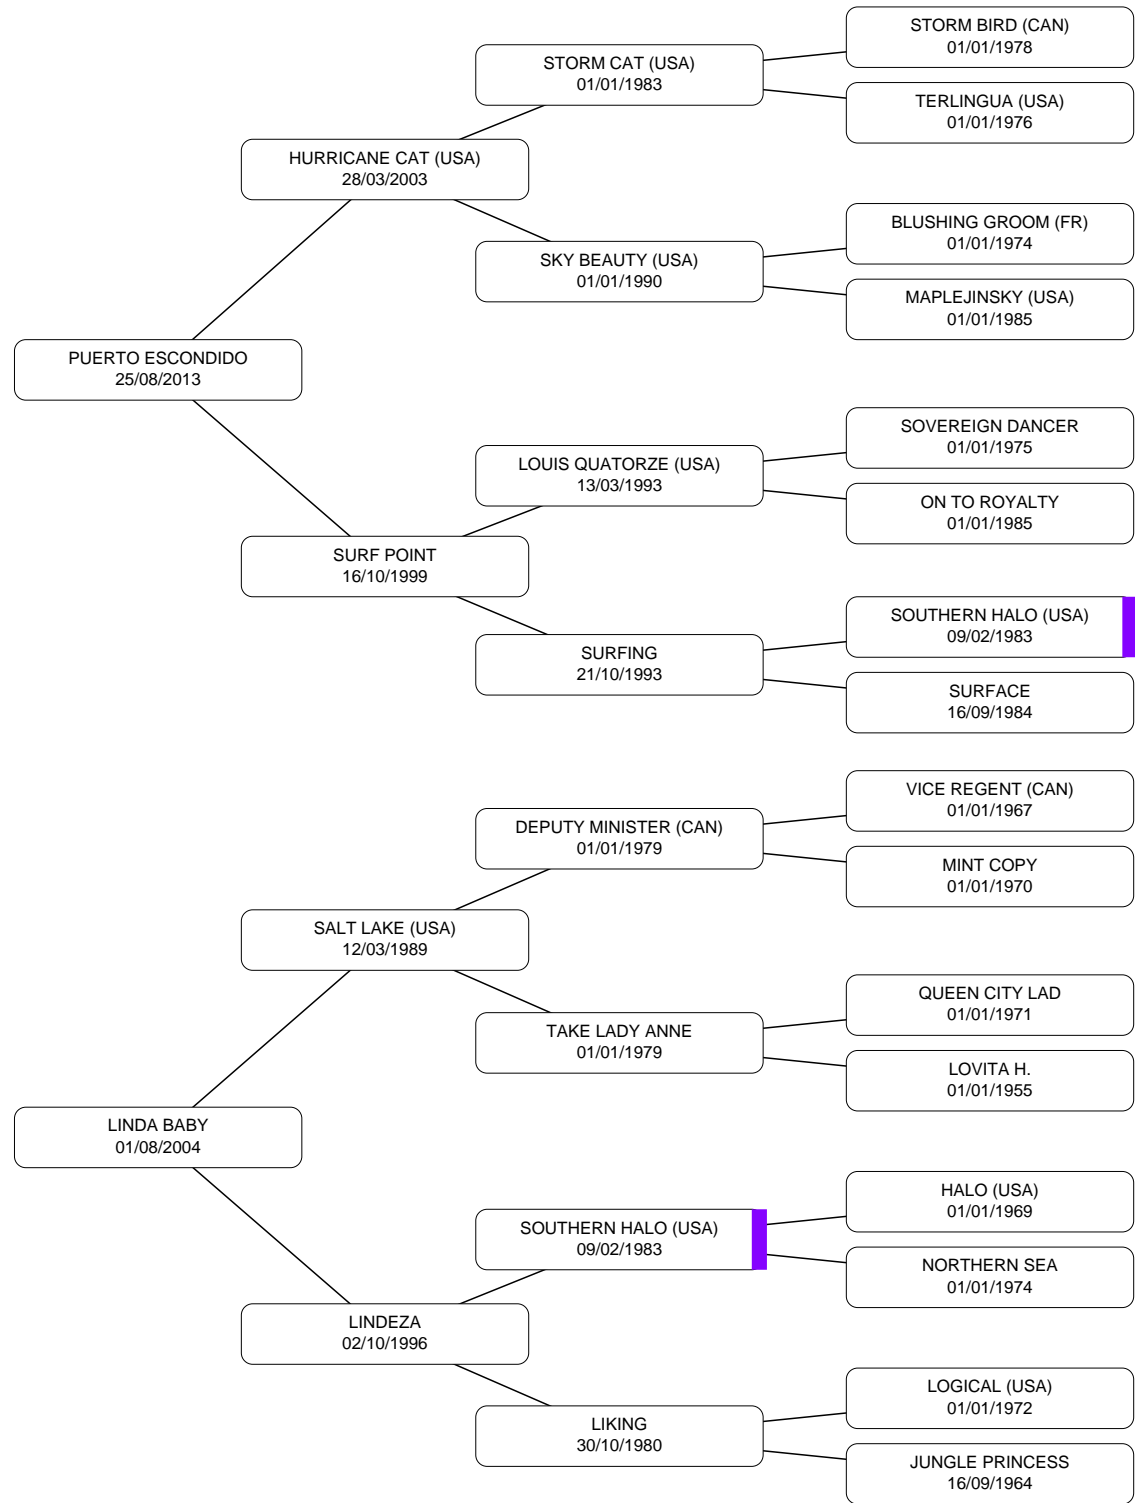 STORM BIRD (CAN)
01/01/1978
STORM CAT (USA)
01/01/1983
TERLINGUA (USA)
01/01/1976
HURRICANE CAT (USA)
28/03/2003
BLUSHING GROOM (FR)
01/01/1974
SKY BEAUTY (USA)
01/01/1990
MAPLEJINSKY (USA)
01/01/1985
PUERTO ESCONDIDO
25/08/2013
SOVEREIGN DANCER
01/01/1975
LOUIS QUATORZE (USA)
13/03/1993
ON TO ROYALTY
01/01/1985
SURF POINT
16/10/1999
SOUTHERN HALO (USA)
09/02/1983
SURFING
21/10/1993
SURFACE
16/09/1984
VICE REGENT (CAN)
01/01/1967
DEPUTY MINISTER (CAN)
01/01/1979
MINT COPY
01/01/1970
SALT LAKE (USA)
12/03/1989
QUEEN CITY LAD
01/01/1971
TAKE LADY ANNE
01/01/1979
LOVITA H.
01/01/1955
LINDA BABY
01/08/2004
HALO (USA)
01/01/1969
SOUTHERN HALO (USA)
09/02/1983
NORTHERN SEA
01/01/1974
LINDEZA
02/10/1996
LOGICAL (USA)
01/01/1972
LIKING
30/10/1980
JUNGLE PRINCESS
16/09/1964